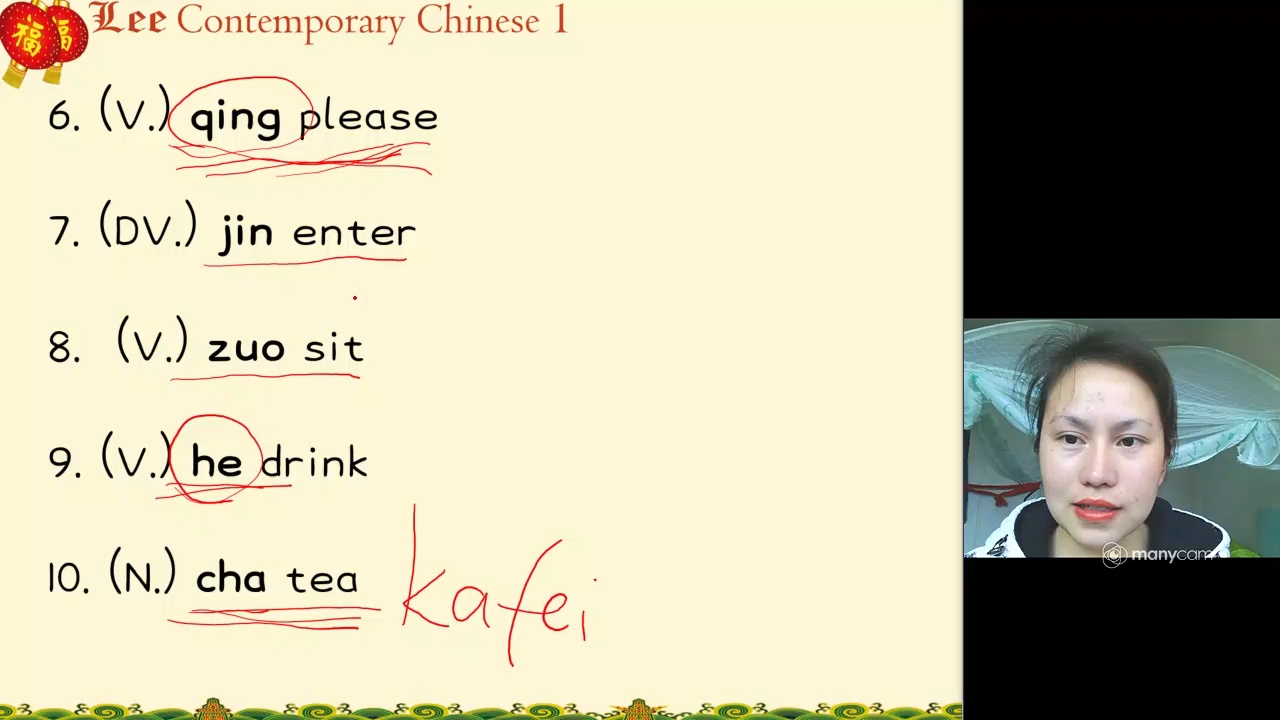 Lee Contemporary Chinese 1
6. (V.) qing please
7. (DV.) jin enter
8. (V.) zuo sit
9. (V.) he drink
10. (N.) cha tea
kafei
福 福
manycam